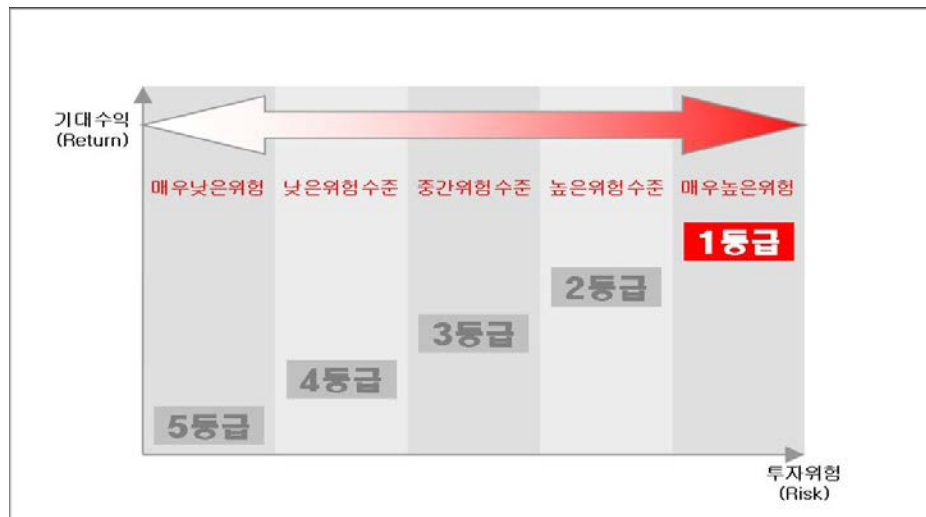 기대수익
(Return)
매우낮은위험 낮은위험수준 중간위험수준 높은위험수준 매우높은위험
1등급
2등급
3등급
4등급
5등급
투자위험
(Risk)